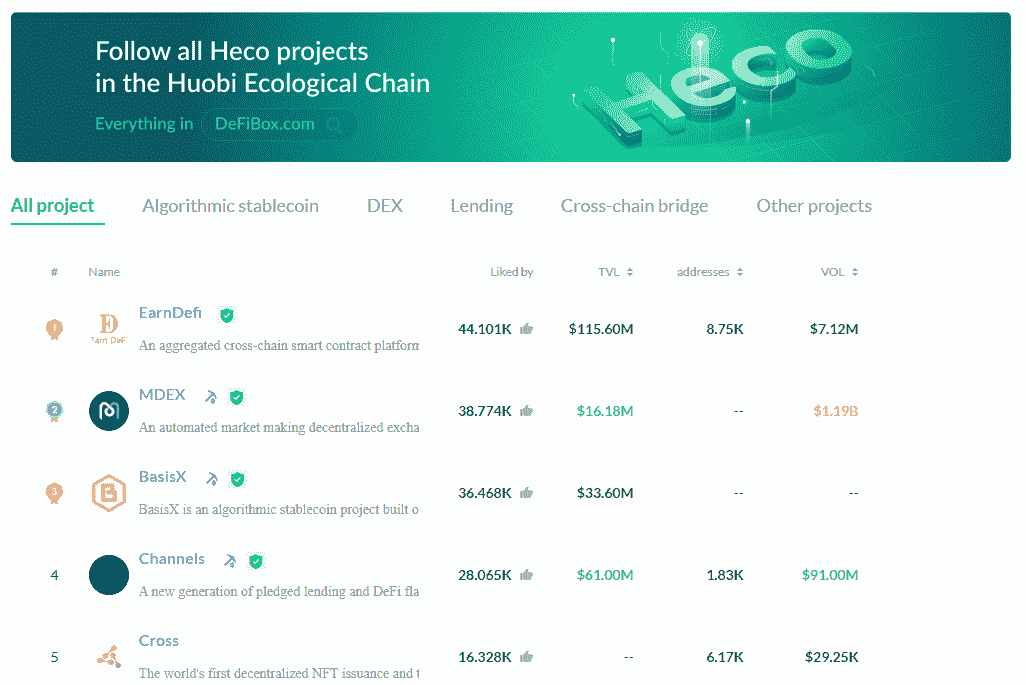 Follow all Heco projects
in the Huobi Ecological Chain
Everything in DeFiBox.com
Heco
All project Algorithmic stablecoin DEX Lending Cross-chain bridge Other projects
# Name Liked by TVL addresses VOL
1 EarnDefi 44.101K $115.60M 8.75K $7.12M
An aggregated cross-chain smart contract platform
2 MDEX 38.774K $16.18M -- $1.19B
An automated market making decentralized excha
3 BasisX 36.468K $33.60M -- --
BasisX is an algorithmic stablecoin project built o
4 Channels 28.065K $61.00M 1.83K $91.00M
A new generation of pledged lending and DeFi fla
5 Cross 16.328K -- 6.17K $29.25K
The world's first decentralized NFT issuance and t